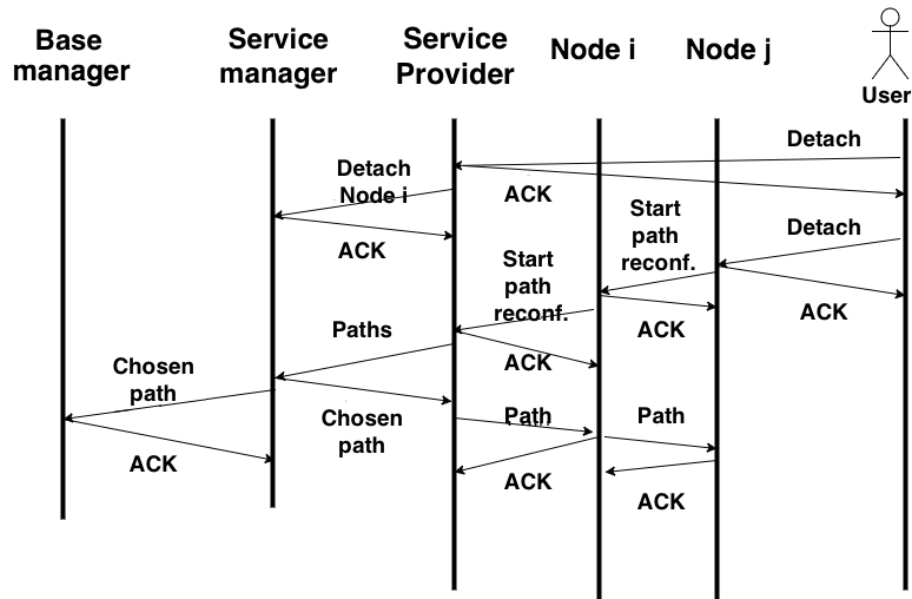 Base
manager
Service
manager
Service
Provider
Node i
Node j
User
Detach
Detach
Node i
ACK
ACK
Start
path
reconf.
Detach
Start
path
reconf.
ACK
ACK
Paths
ACK
Chosen
path
Chosen
path
Path
Path
ACK
ACK
ACK